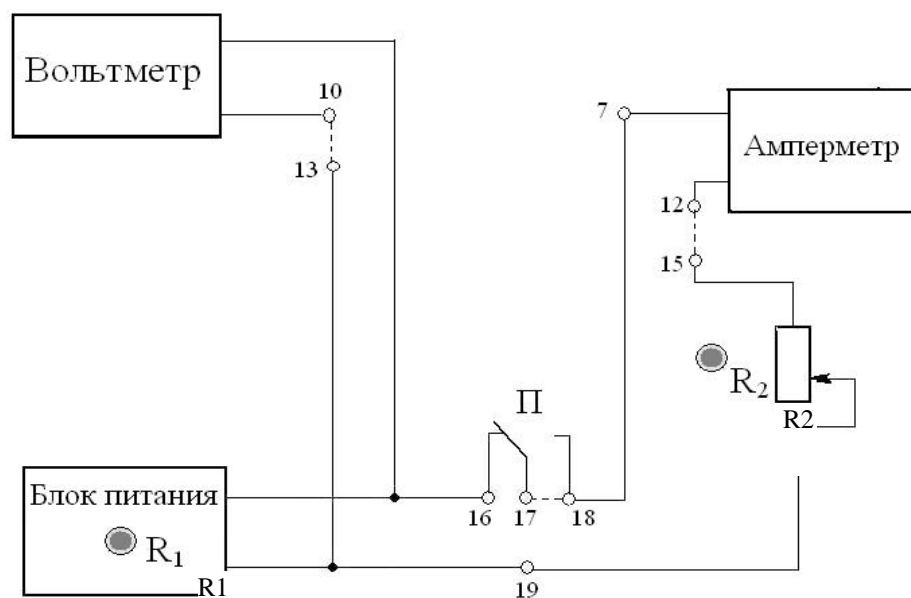 Вольтметр
10
13
7
Амперметр
12
15
R₂
R2
П
Блок питания
R₁
R1
16
17
18
19